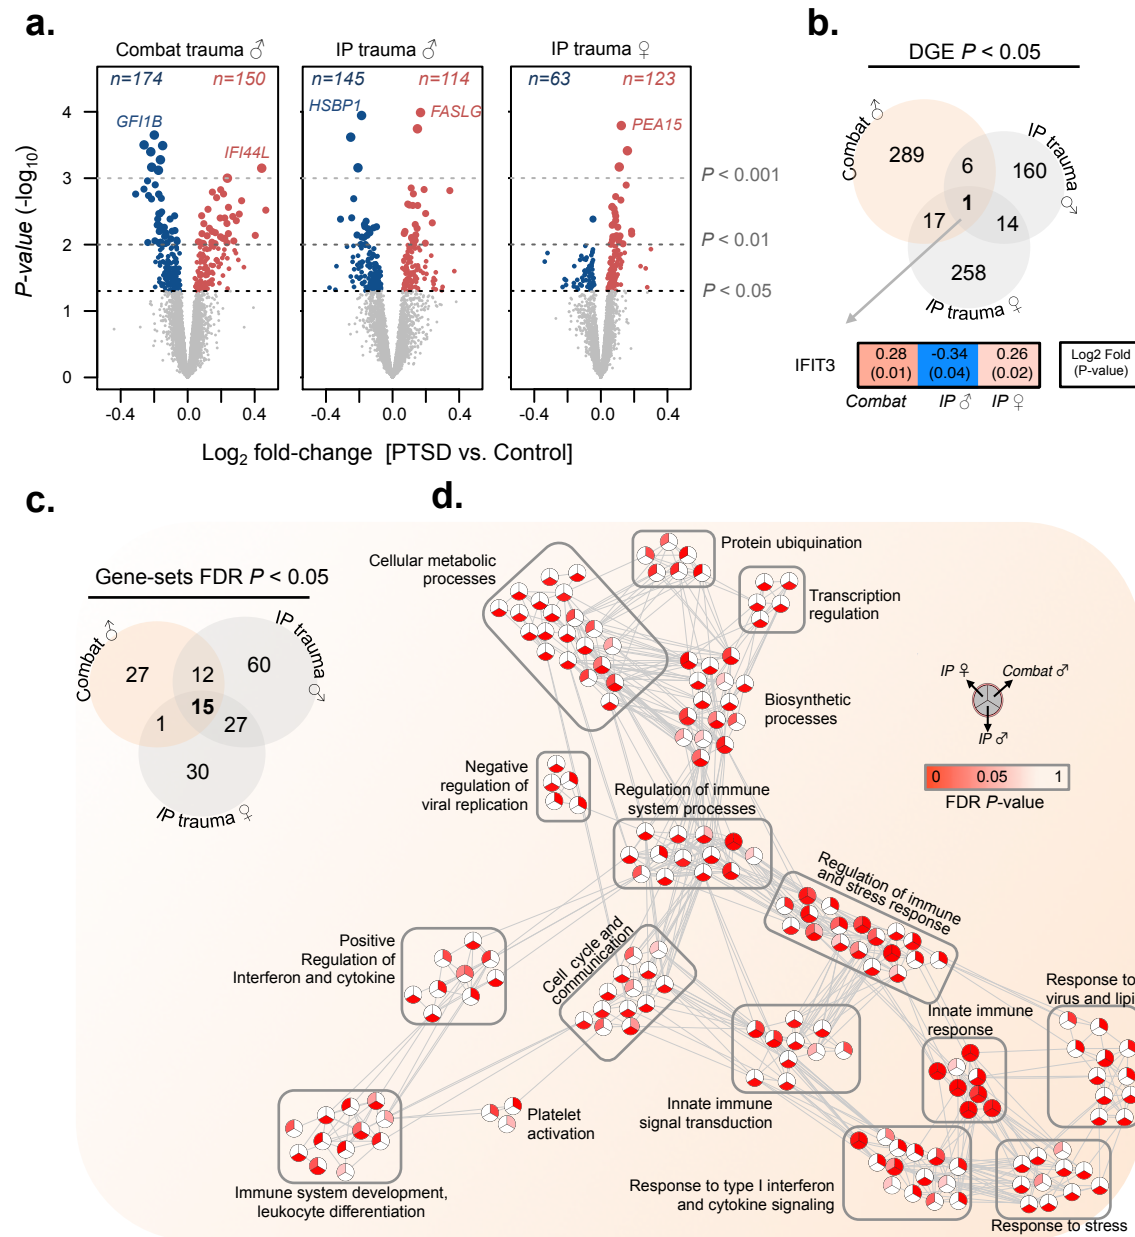 a.
Combat trauma ♂
IP trauma ♂
IP trauma ♀
n=174
n=150
n=145
n=114
n=63
n=123
GFI1B
IFI44L
HSBP1
FASLG
PEA15
P-value (-log10)
4
3
2
1
0
P < 0.001
P < 0.01
P < 0.05
-0.4
0.0
0.4
-0.4
0.0
0.4
-0.4
0.0
0.4
Log2 fold-change [PTSD vs. Control]
b.
DGE P < 0.05
Combat ♂
IP trauma ♂
IP trauma ♀
289
6
160
1
17
14
258
IFIT3
0.28
(0.01)
-0.34
(0.04)
0.26
(0.02)
Log2 Fold
(P-value)
Combat
IP ♂
IP ♀
c.
Gene-sets FDR P < 0.05
Combat ♂
IP trauma ♂
IP trauma ♀
27
12
60
15
1
27
30
d.
Cellular metabolic
processes
Protein ubiquination
Transcription
regulation
Biosynthetic
processes
IP ♀
Combat ♂
IP ♂
0
0.05
1
FDR P-value
Negative
regulation of
viral replication
Regulation of immune
system processes
Regulation of immune
and stress response
Positive
Regulation of
Interferon and cytokine
Cell cycle and
communication
Innate immune
response
Response to
virus and lipi
Innate immune
signal transduction
Platelet
activation
Immune system development,
leukocyte differentiation
Response to type I interferon
and cytokine signaling
Response to stress